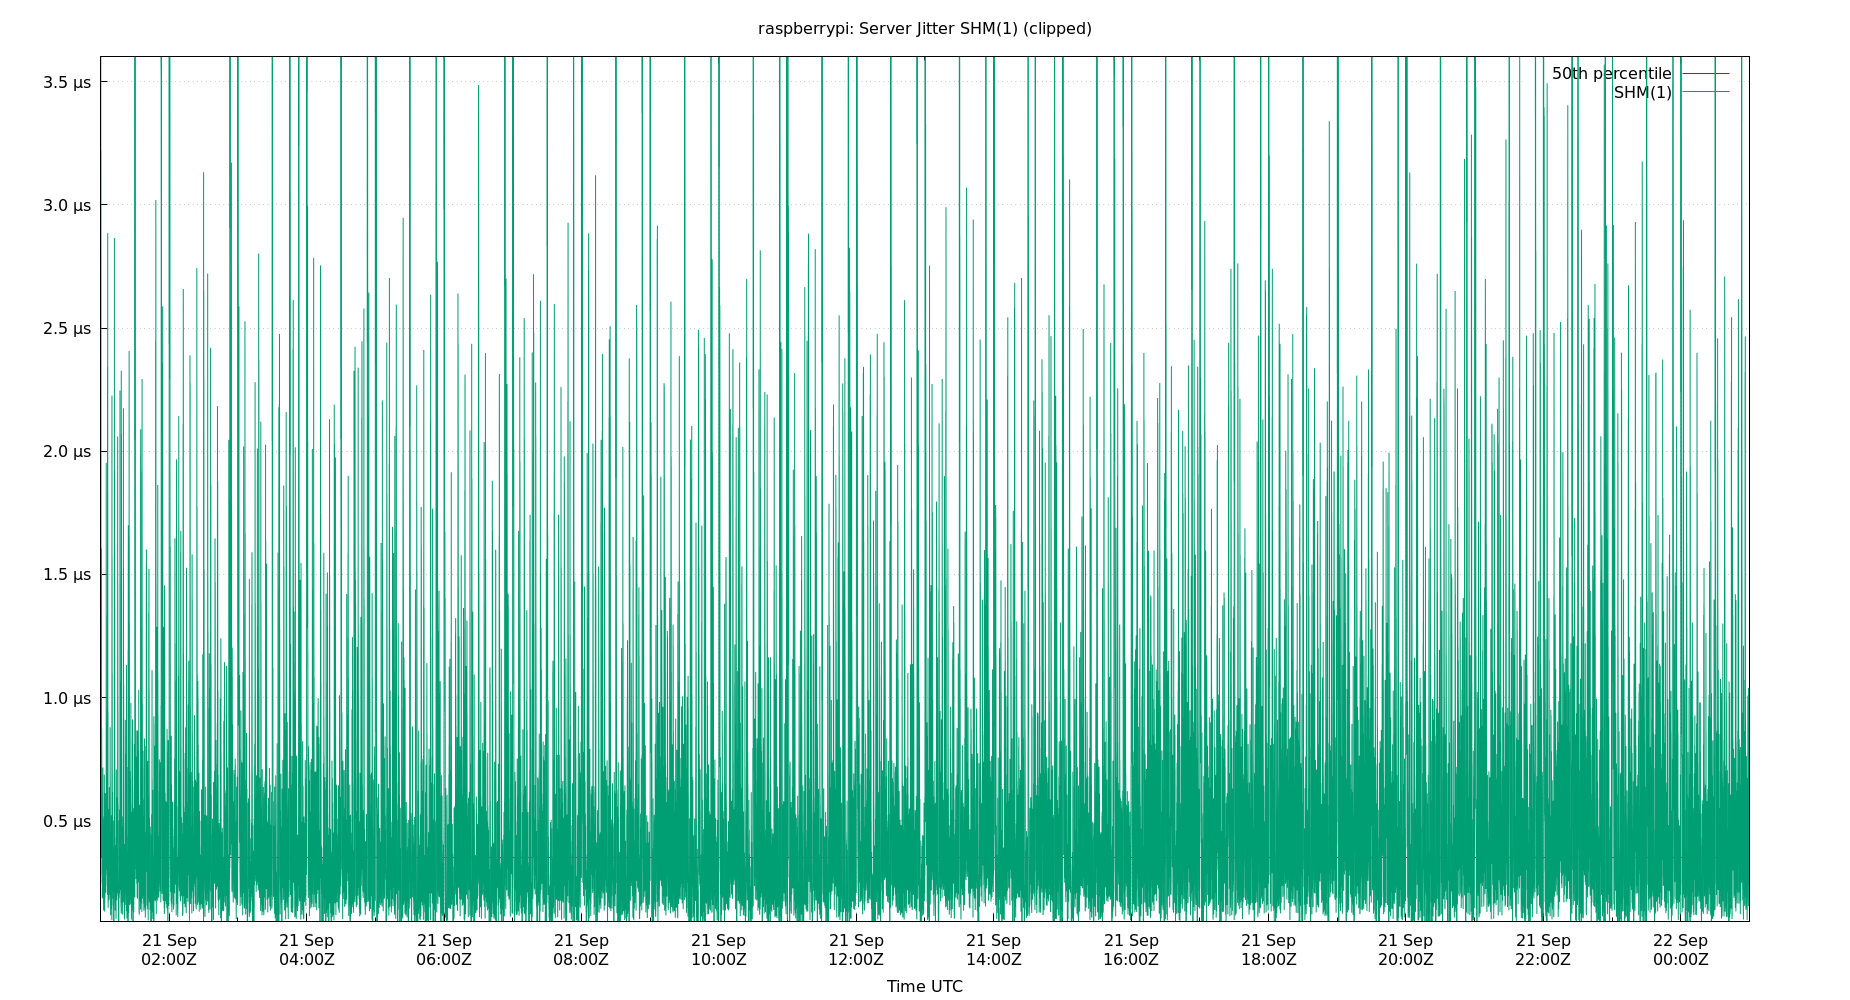 raspberrypi: Server Jitter SHM(1) (clipped)
50th percentile
SHM(1)
3.5 μs
3.0 μs
2.5 μs
2.0 μs
1.5 μs
1.0 μs
0.5 μs
21 Sep 21 Sep 21 Sep 21 Sep 21 Sep 21 Sep 21 Sep 21 Sep 21 Sep 21 Sep 21 Sep 22 Sep
02:00Z 04:00Z 06:00Z 08:00Z 10:00Z 12:00Z 14:00Z 16:00Z 18:00Z 20:00Z 22:00Z 00:00Z
Time UTC